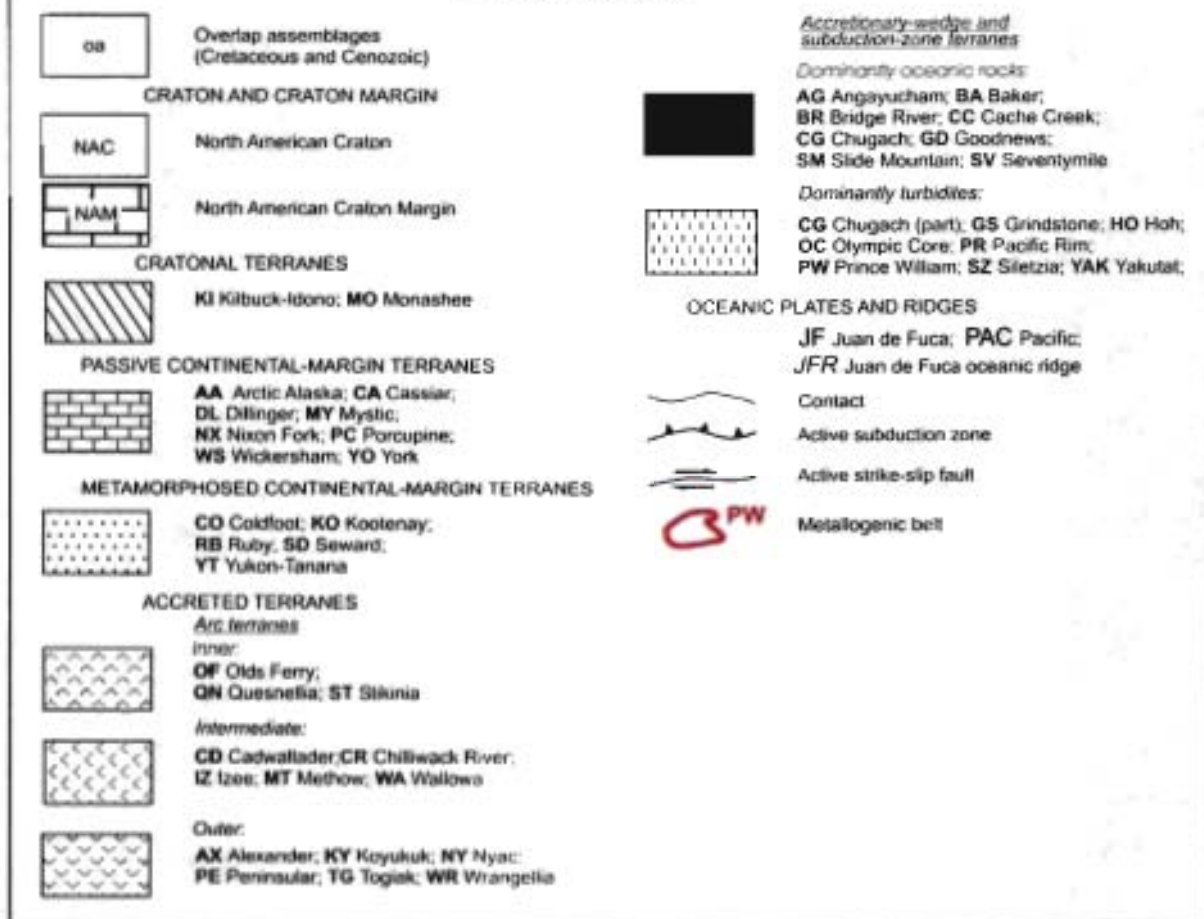 oa
Overlap assemblages
(Cretaceous and Cenozoic)
CRATON AND CRATON MARGIN
NAC
North American Craton
NAM
North American Craton Margin
CRATONAL TERRANES
KI Kilbuck-Idono; MO Monashee
PASSIVE CONTINENTAL-MARGIN TERRANES
AA Arctic Alaska; CA Cassiar;
DL Dillinger; MY Mystic;
NX Nixon Fork; PC Porcupine;
WS Wickersham; YO York
METAMORPHOSED CONTINENTAL-MARGIN TERRANES
CO Coldfoot; KO Kootenay;
RB Ruby; SD Seward;
YT Yukon-Tanana
ACCRETED TERRANES
Arc terranes
Inner:
OF Olds Ferry;
QN Quesnellia; ST Stikinia
Intermediate:
CD Cadwallader;CR Chilliwack River;
IZ Izee; MT Methow; WA Wallowa
Outer:
AX Alexander; KY Koyukuk; NY Nyac;
PE Peninsular; TG Togiak; WR Wrangellia
Accretionary-wedge and
subduction-zone terranes
Dominantly oceanic rocks:
AG Angayucham; BA Baker;
BR Bridge River; CC Cache Creek;
CG Chugach; GD Goodnews;
SM Slide Mountain; SV Seventymile
Dominantly turbidites:
CG Chugach (part); GS Grindstone; HO Hoh;
OC Olympic Core; PR Pacific Rim;
PW Prince William; SZ Siletzia; YAK Yakutat;
OCEANIC PLATES AND RIDGES
JF Juan de Fuca; PAC Pacific;
JFR Juan de Fuca oceanic ridge
Contact
Active subduction zone
Active strike-slip fault
PW
Metallogenic belt